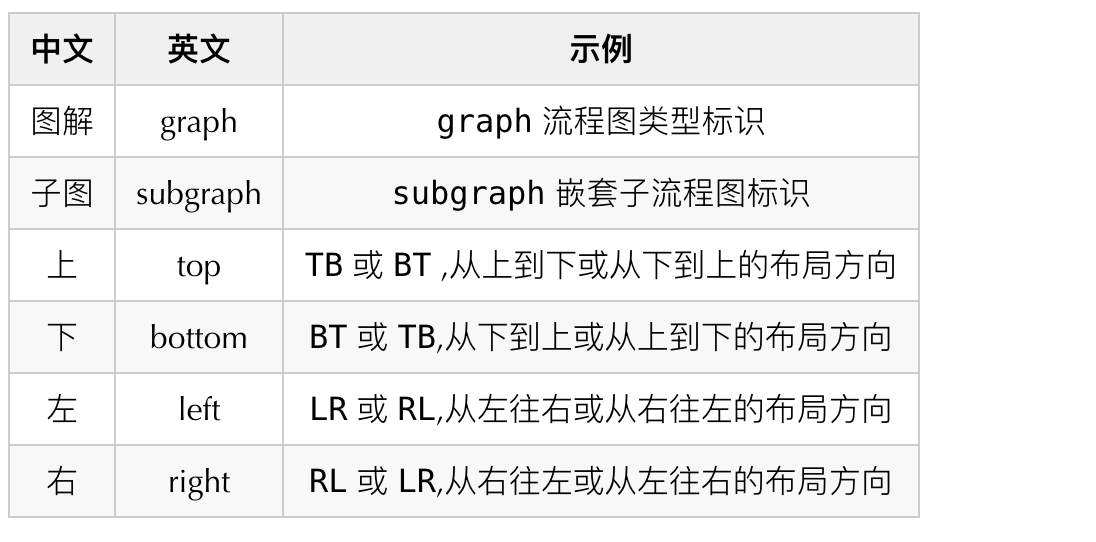 中文 英文 示例
图解 graph graph 流程图类型标识
子图 subgraph subgraph 嵌套子流程图标识
上 top TB 或 BT ,从上到下或从下到上的布局方向
下 bottom BT 或 TB,从下到上或从上到下的布局方向
左 left LR 或 RL,从左往右或从右往左的布局方向
右 right RL 或 LR,从右往左或从左往右的布局方向